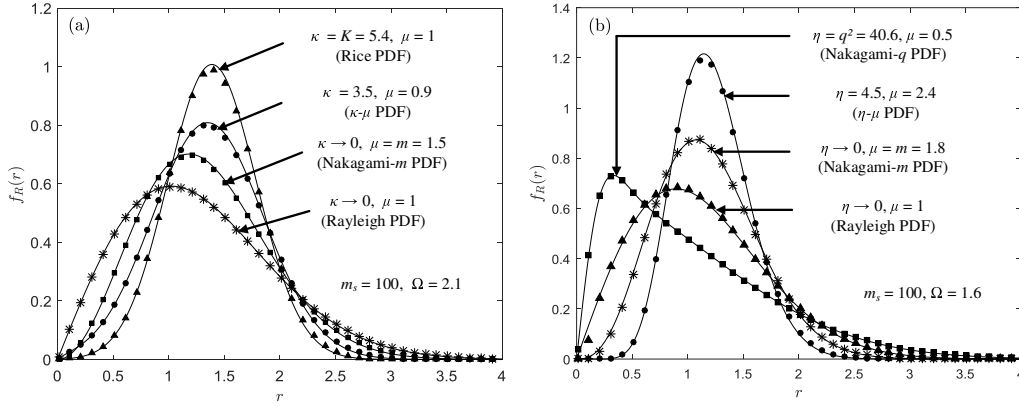 (a)
1.2
1
0.8
0.6
0.4
0.2
0
f_R(r)
κ = K = 5.4, μ = 1
(Rice PDF)
κ = 3.5, μ = 0.9
(κ-μ PDF)
κ→0, μ = m = 1.5
(Nakagami-m PDF)
κ → 0, μ = 1
(Rayleigh PDF)
m_s = 100, Ω = 2.1
0 0.5 1 1.5 2 2.5 3 3.5 4
r
(b)
1.4
1.2
1
0.8
0.6
0.4
0.2
0
f_R(r)
η = q² = 40.6, μ = 0.5
(Nakagami-q PDF)
η = 4.5, μ = 2.4
(η-μ PDF)
η→0, μ = m = 1.8
(Nakagami-m PDF)
η→0, μ = 1
(Rayleigh PDF)
m_s = 100, Ω = 1.6
0 0.5 1 1.5 2 2.5 3 3.5 4
r